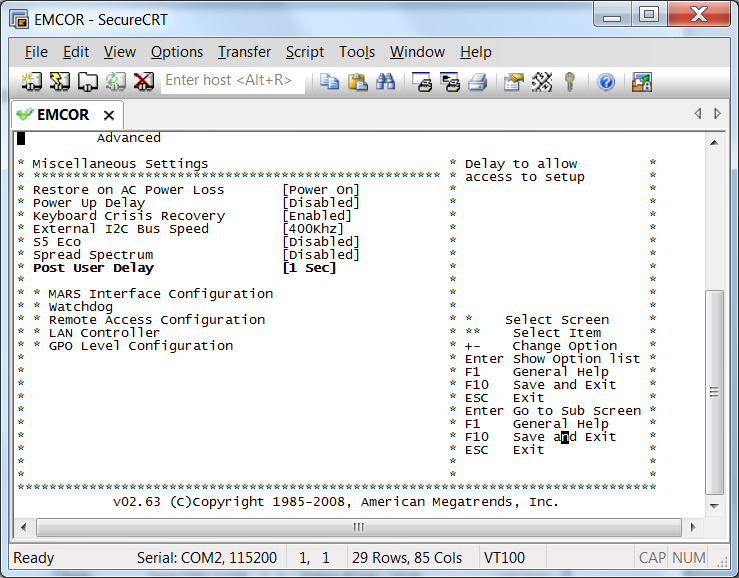 EMCOR - SecureCRT
File Edit View Options Transfer Script Tools Window Help
Enter host <Alt+R>
EMCOR
Advanced
* Miscellaneous Settings * Delay to allow *
* *************************************************** * access to setup *
* Restore on AC Power Loss [Power On] * *
* Power Up Delay [Disabled] * *
* Keyboard Crisis Recovery [Enabled] * *
* External I2C Bus Speed [400Khz] * *
* S5 Eco [Disabled] * *
* Spread Spectrum [Disabled] * *
* Post User Delay [1 Sec] * *
* * *
* * MARS Interface Configuration * *
* * Watchdog * *
* * Remote Access Configuration * * Select Screen *
* * LAN Controller * ** Select Item *
* * GPO Level Configuration * +- Change Option *
* * Enter Show Option list *
* * F1 General Help *
* * F10 Save and Exit *
* * ESC Exit *
* * Enter Go to Sub Screen *
* * F1 General Help *
* * F10 Save and Exit *
* * ESC Exit *
* * *
* * *
********************************************************************************
v02.63 (C)Copyright 1985-2008, American Megatrends, Inc.
Ready Serial: COM2, 115200 1, 1 29 Rows, 85 Cols VT100 CAP NUM